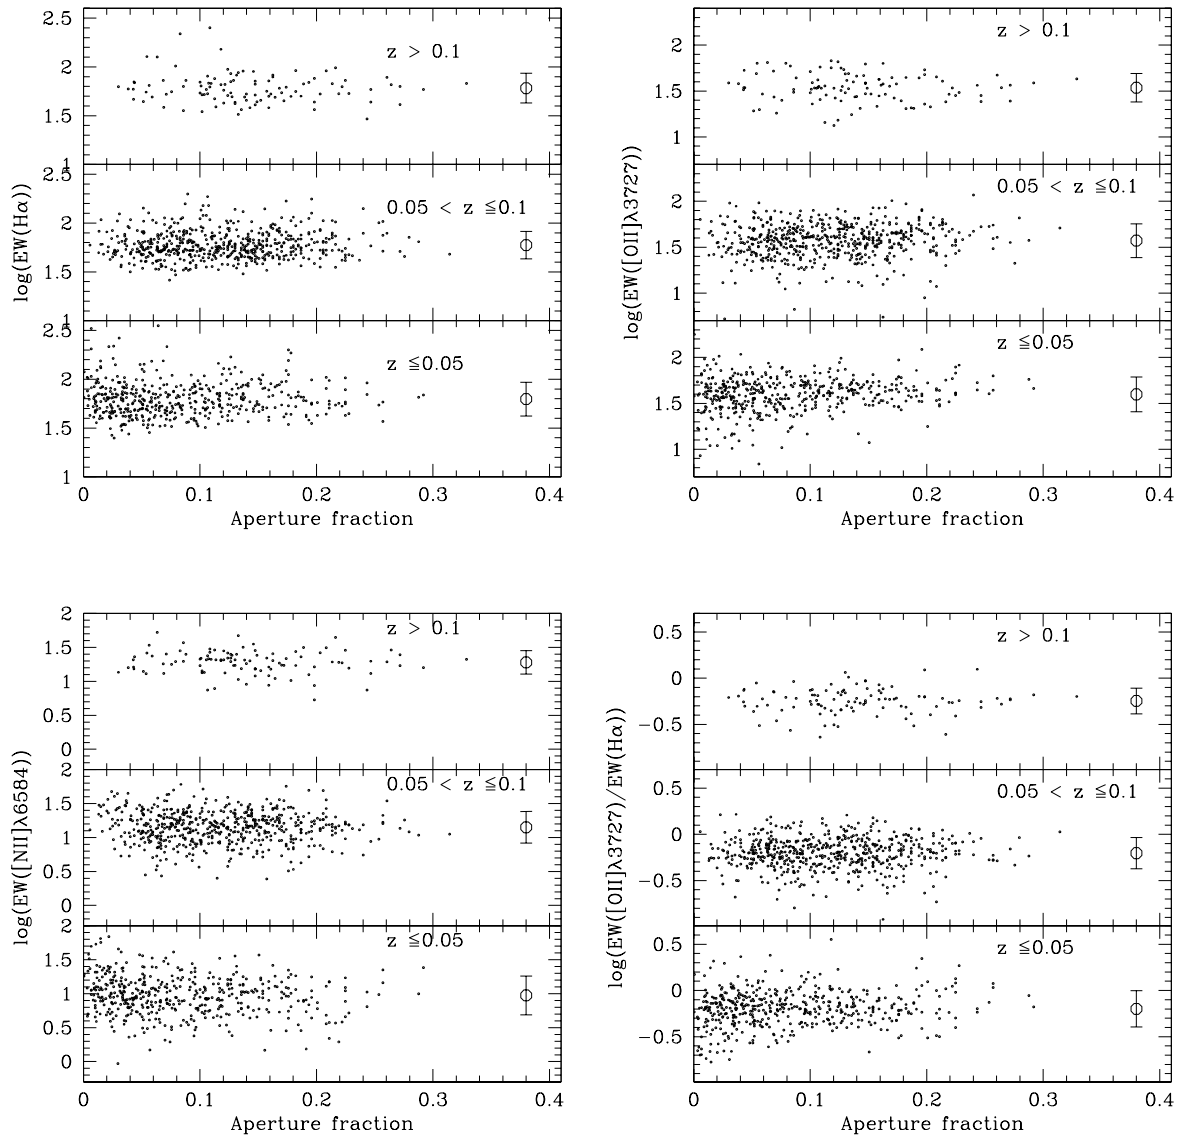 2.5
2
1.5
1
z > 0.1
2.5
2
1.5
1
0.05 < z ≦0.1
2.5
2
1.5
1
z ≦0.05
log(EW(Hα))
0 0.1 0.2 0.3 0.4
Aperture fraction
2
1.5
1
z > 0.1
2
1.5
1
0.05 < z ≦0.1
2
1.5
1
z ≦0.05
log(EW([OII]λ3727))
0 0.1 0.2 0.3 0.4
Aperture fraction
2
1.5
1
0.5
0
z > 0.1
2
1.5
1
0.5
0
0.05 < z ≦0.1
2
1.5
1
0.5
0
z ≦0.05
log(EW([NII]λ6584))
0 0.1 0.2 0.3 0.4
Aperture fraction
0.5
0
−0.5
z > 0.1
0.5
0
−0.5
0.05 < z ≦0.1
0.5
0
−0.5
z ≦0.05
log(EW([OII]λ3727)/EW(Hα))
0 0.1 0.2 0.3 0.4
Aperture fraction